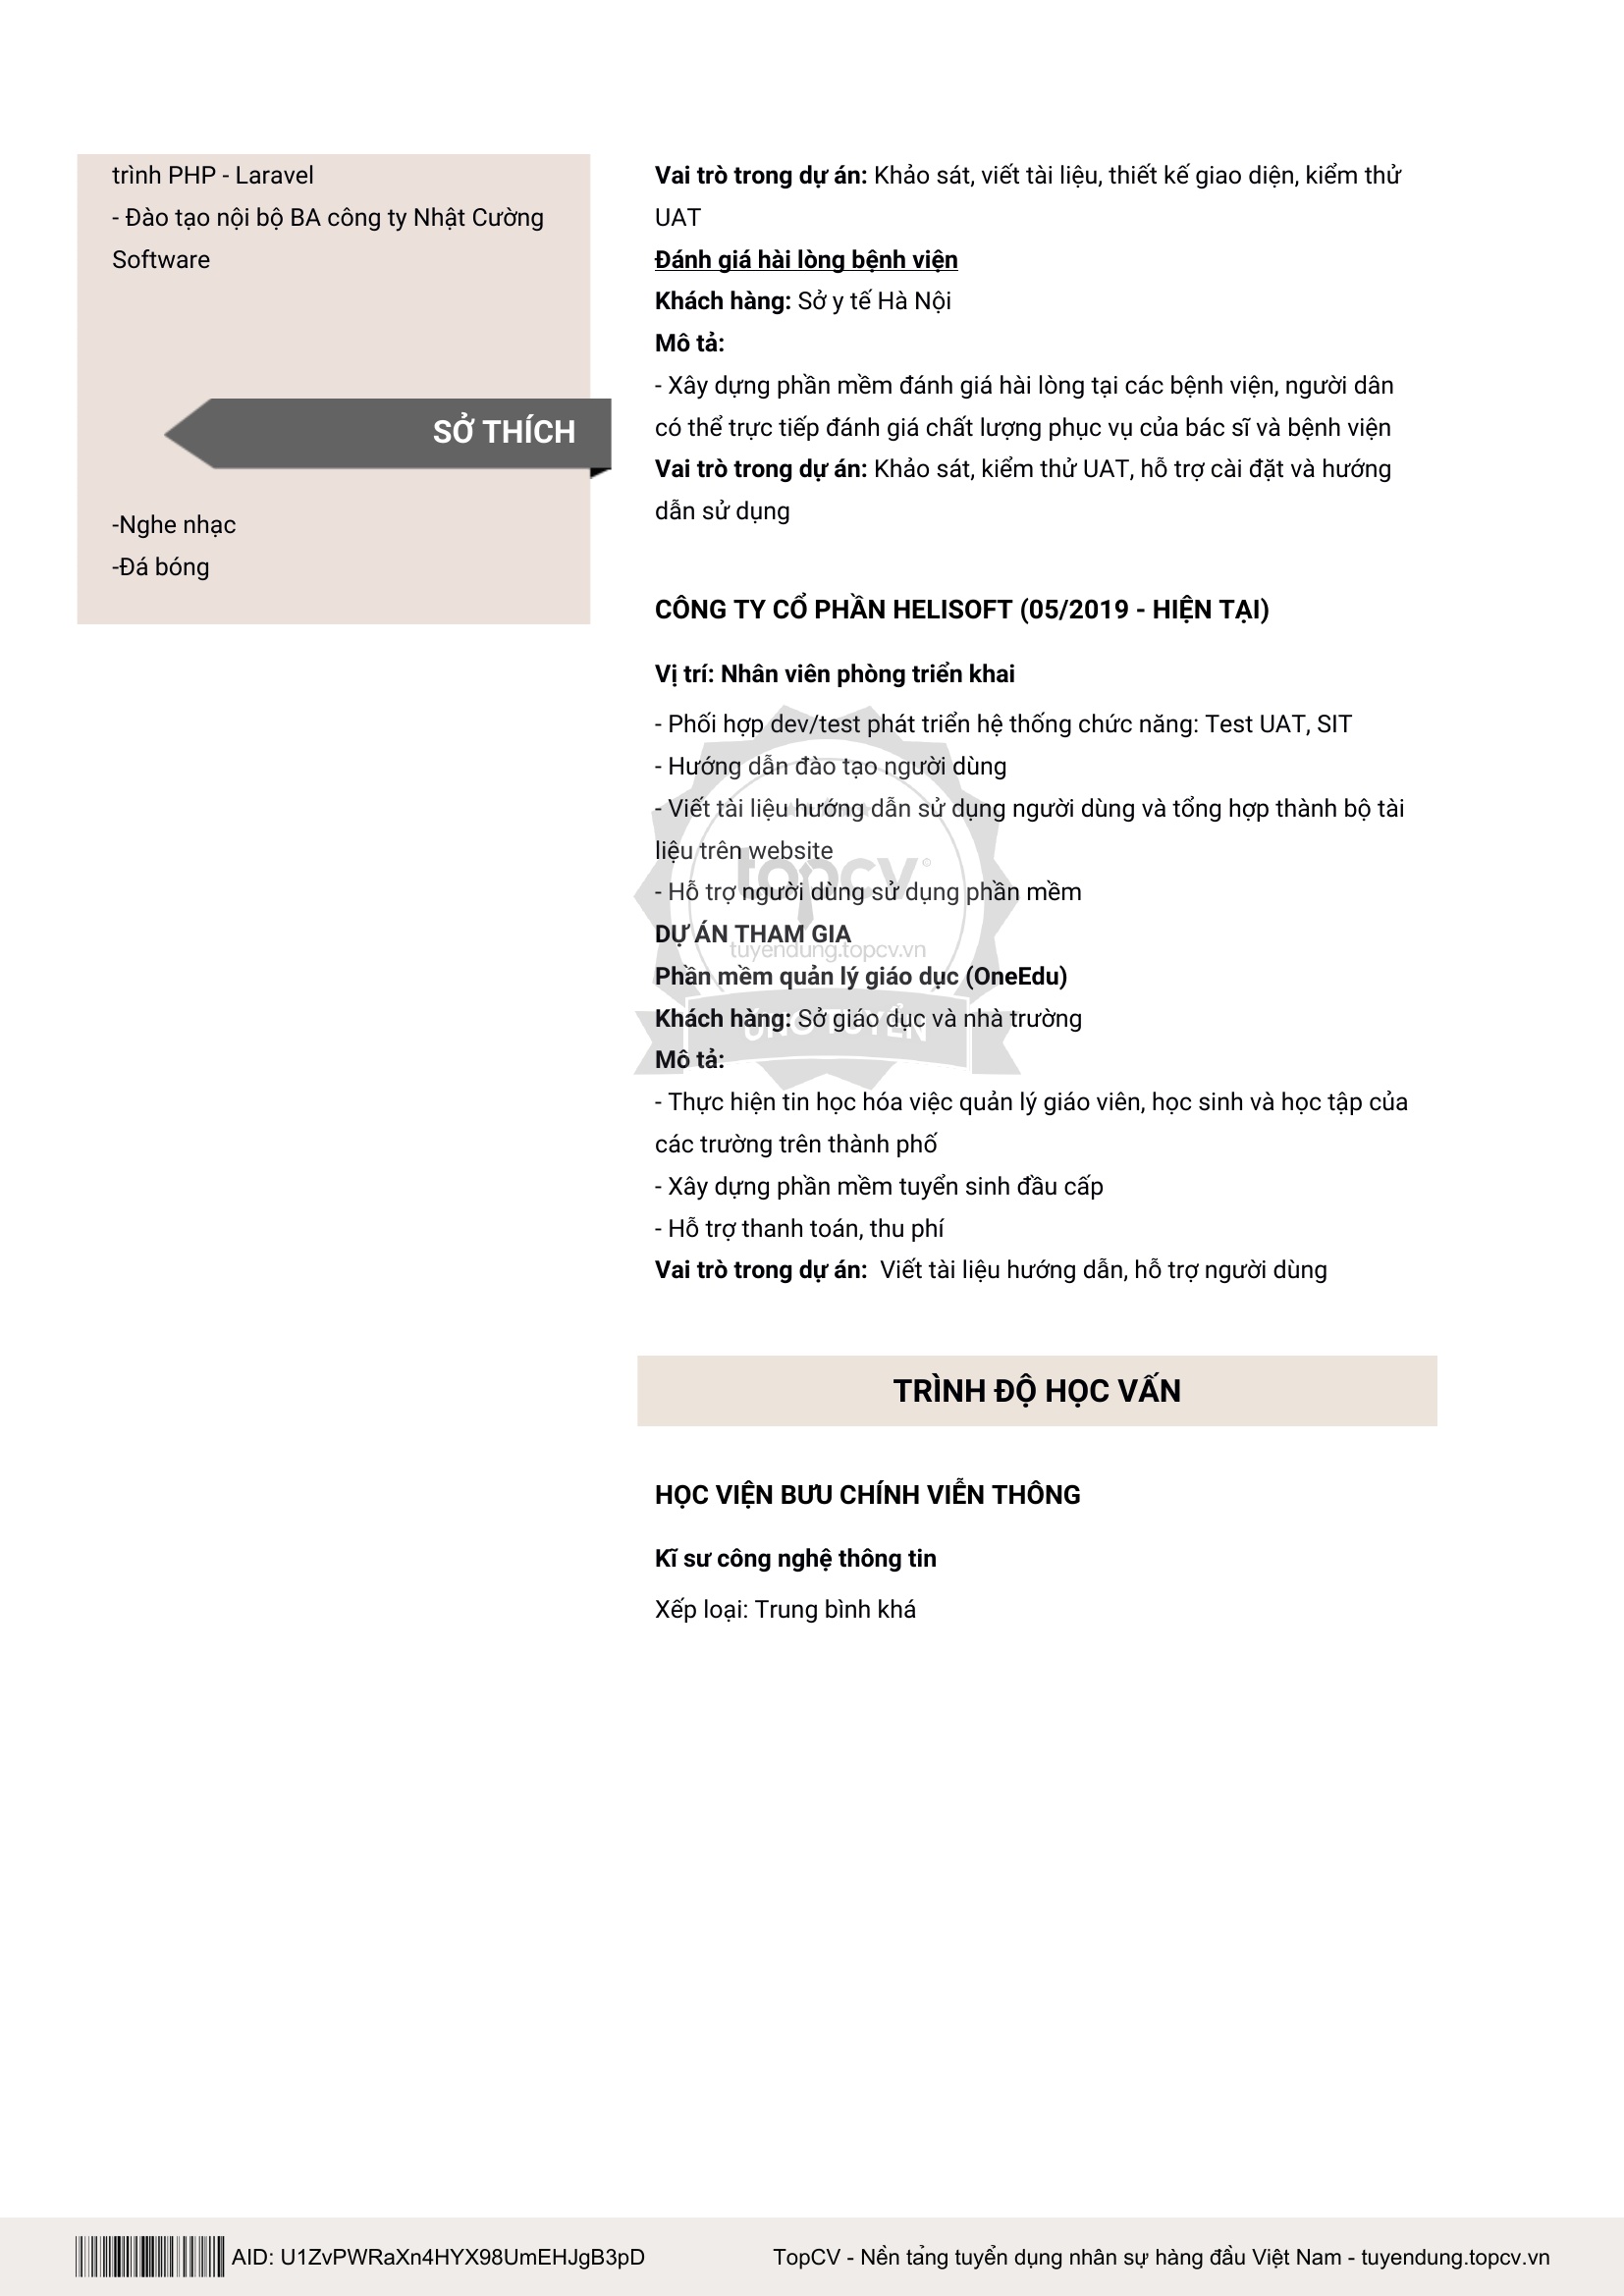 trình PHP - Laravel
- Đào tạo nội bộ BA công ty Nhật Cường
Software
SỞ THÍCH
-Nghe nhạc
-Đá bóng
Vai trò trong dự án: Khảo sát, viết tài liệu, thiết kế giao diện, kiểm thử
UAT
Đánh giá hài lòng bệnh viện
Khách hàng: Sở y tế Hà Nội
Mô tả:
- Xây dựng phần mềm đánh giá hài lòng tại các bệnh viện, người dân
có thể trực tiếp đánh giá chất lượng phục vụ của bác sĩ và bệnh viện
Vai trò trong dự án: Khảo sát, kiểm thử UAT, hỗ trợ cài đặt và hướng
dẫn sử dụng
CÔNG TY CỔ PHẦN HELISOFT (05/2019 - HIỆN TẠI)
Vị trí: Nhân viên phòng triển khai
- Phối hợp dev/test phát triển hệ thống chức năng: Test UAT, SIT
- Hướng dẫn đào tạo người dùng
- Viết tài liệu hướng dẫn sử dụng người dùng và tổng hợp thành bộ tài
liệu trên website
- Hỗ trợ người dùng sử dụng phần mềm
DỰ ÁN THAM GIA
Phần mềm quản lý giáo dục (OneEdu)
Khách hàng: Sở giáo dục và nhà trường
Mô tả:
- Thực hiện tin học hóa việc quản lý giáo viên, học sinh và học tập của
các trường trên thành phố
- Xây dựng phần mềm tuyển sinh đầu cấp
- Hỗ trợ thanh toán, thu phí
Vai trò trong dự án: Viết tài liệu hướng dẫn, hỗ trợ người dùng
topcv
tuyendung.topcv.vn
ỨNG TUYỂN
TRÌNH ĐỘ HỌC VẤN
HỌC VIỆN BƯU CHÍNH VIỄN THÔNG
Kĩ sư công nghệ thông tin
Xếp loại: Trung bình khá
AID: U1ZvPWRaXn4HYX98UmEHJgB3pD
TopCV - Nền tảng tuyển dụng nhân sự hàng đầu Việt Nam - tuyendung.topcv.vn